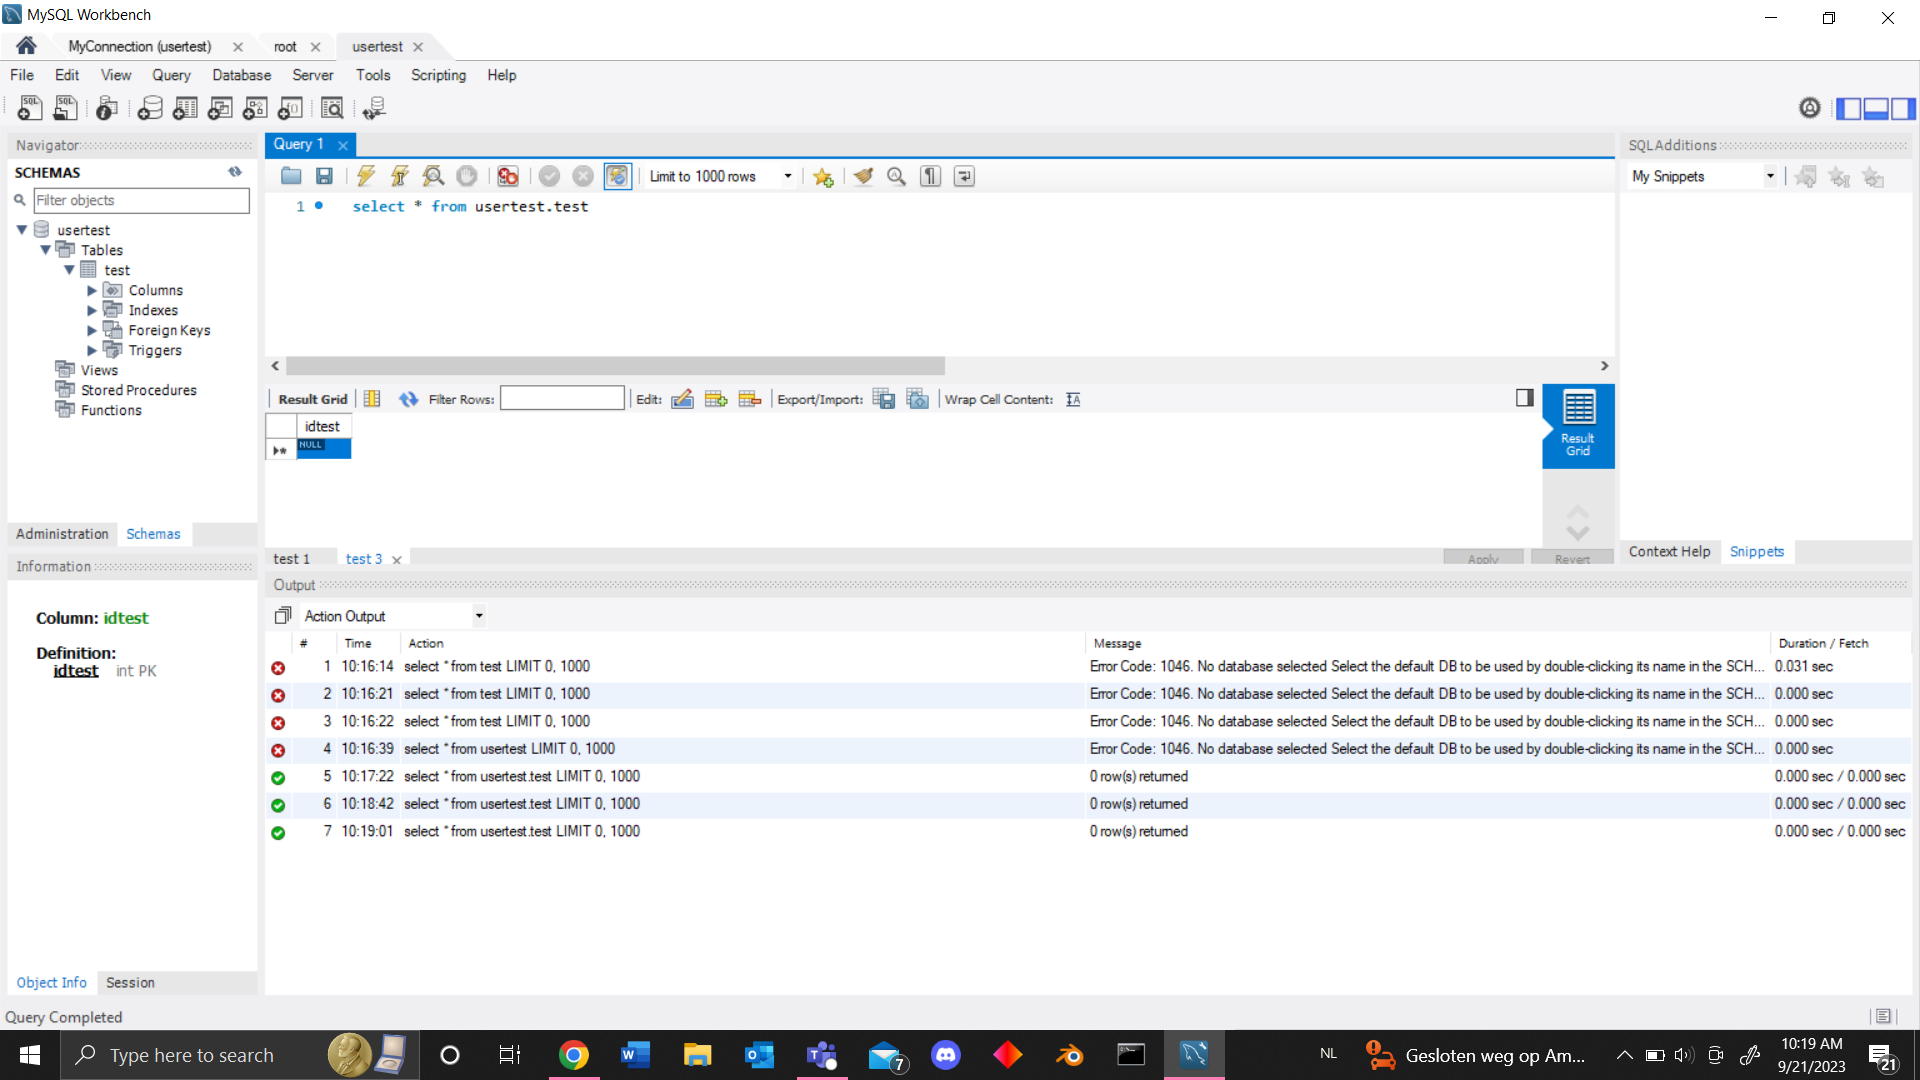 MySQL Workbench
MyConnection (usertest)
root
usertest
File Edit View Query Database Server Tools Scripting Help
Navigator
SCHEMAS
Filter objects
usertest
Tables
test
Columns
Indexes
Foreign Keys
Triggers
Views
Stored Procedures
Functions
Administration Schemas
Information
Column: idtest
Definition:
idtest int PK
Object Info Session
Query 1
Limit to 1000 rows
1 select * from usertest.test
Result Grid Filter Rows: Edit: Export/Import: Wrap Cell Content:
idtest
NULL
Result
Grid
test 1 test 3
Apply Revert
SQLAdditions
My Snippets
Context Help Snippets
Output
Action Output
# Time Action Message Duration / Fetch
1 10:16:14 select * from test LIMIT 0, 1000 Error Code: 1046. No database selected Select the default DB to be used by double-clicking its name in the SCH... 0.031 sec
2 10:16:21 select * from test LIMIT 0, 1000 Error Code: 1046. No database selected Select the default DB to be used by double-clicking its name in the SCH... 0.000 sec
3 10:16:22 select * from test LIMIT 0, 1000 Error Code: 1046. No database selected Select the default DB to be used by double-clicking its name in the SCH... 0.000 sec
4 10:16:39 select * from usertest LIMIT 0, 1000 Error Code: 1046. No database selected Select the default DB to be used by double-clicking its name in the SCH... 0.000 sec
5 10:17:22 select * from usertest.test LIMIT 0, 1000 0 row(s) returned 0.000 sec / 0.000 sec
6 10:18:42 select * from usertest.test LIMIT 0, 1000 0 row(s) returned 0.000 sec / 0.000 sec
7 10:19:01 select * from usertest.test LIMIT 0, 1000 0 row(s) returned 0.000 sec / 0.000 sec
Query Completed
Type here to search
7
NL
Gesloten weg op Am...
10:19 AM
9/21/2023
21